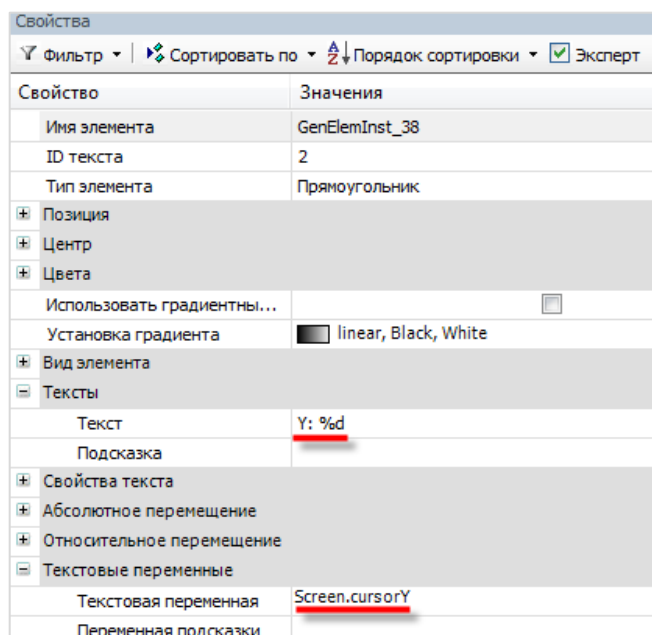 Свойства
Фильтр Сортировать по Порядок сортировки Эксперт
Свойство Значения
Имя элемента GenElemInst_38
ID текста 2
Тип элемента Прямоугольник
Позиция
Центр
Цвета
Использовать градиентны...
Установка градиента linear, Black, White
Вид элемента
Тексты
Текст Y: %d
Подсказка
Свойства текста
Абсолютное перемещение
Относительное перемещение
Текстовые переменные
Текстовая переменная Screen.cursorY
Переменная подсказки